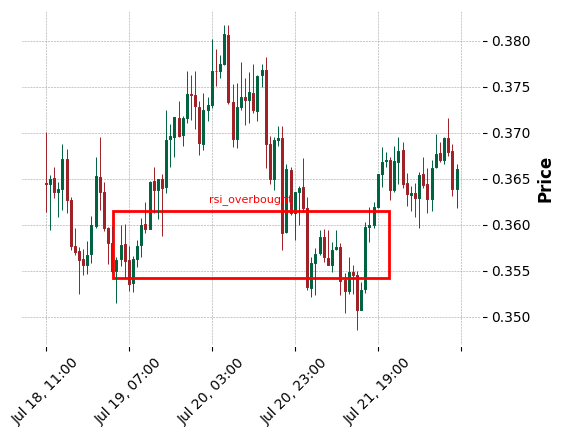 0.380
0.375
0.370
0.365
0.360
0.355
0.350
Price
rsi_overbought
Jul 18, 11:00
Jul 19, 07:00
Jul 20, 03:00
Jul 20, 23:00
Jul 21, 19:00